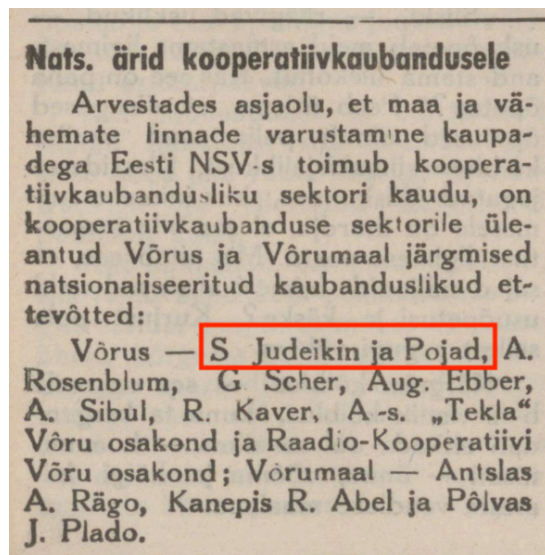 Nats. ärid kooperatiivkaubandusele
Arvestades asjaolu, et maa ja vä-
hemate linnade varustamine kaupa-
dega Eesti NSV-s toimub koopera-
tiivkaubandusliku sektori kaudu, on
kooperatiivkaubanduse sektorile üle-
antud Võrus ja Võrumaal järgmised
natsionaliseeritud kaubanduslikud et-
tevõtted:
Võrus — S Judeikin ja Pojad, A.
Rosenblum, C Scher, Aug. Ebber,
A. Sibul, R. Kaver, A.-s. „Tekla“
Võru osakond ja Raadio-Kooperatiivi
Võru osakond; Võrumaal — Antslas
A. Rägo, Kanepis R. Abel ja Põlvas
J. Plado.